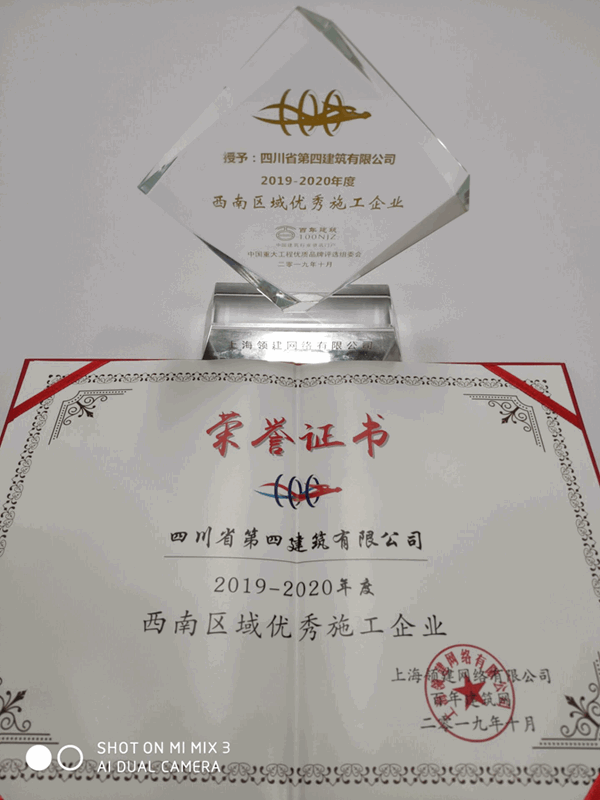 授予：四川省第四建筑有限公司
2019-2020年度
西南区域优秀施工企业
百年建筑
100NJZ
中国重大工程优质品牌评选组委会
二零一九年十月
上海领建网络有限公司
荣誉证书
四川省第四建筑有限公司
2019-2020年度
西南区域优秀施工企业
上海领建网络有限公司
百年建筑网
二零一九年十月
SHOT ON MI MIX 3
AI DUAL CAMERA